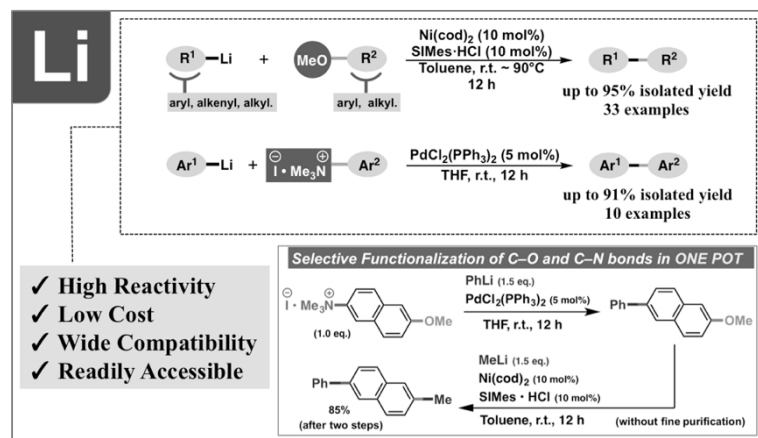 Li
R¹ — Li + MeO — R²
aryl, alkenyl, alkyl.
aryl, alkyl.
Ni(cod)₂ (10 mol%)
SIMes·HCl (10 mol%)
Toluene, r.t. ~ 90°C
12 h
R¹ — R²
up to 95% isolated yield
33 examples
Ar¹ — Li + I • Me₃N — Ar²
⊖ ⊕
PdCl₂(PPh₃)₂ (5 mol%)
THF, r.t., 12 h
Ar¹ — Ar²
up to 91% isolated yield
10 examples
✓ High Reactivity
✓ Low Cost
✓ Wide Compatibility
✓ Readily Accessible
Selective Functionalization of C–O and C–N bonds in ONE POT
⊖ ⊕
I • Me₃N
OMe
(1.0 eq.)
PhLi (1.5 eq.)
PdCl₂(PPh₃)₂ (5 mol%)
THF, r.t., 12 h
Ph
OMe
(without fine purification)
MeLi (1.5 eq.)
Ni(cod)₂ (10 mol%)
SIMes • HCl (10 mol%)
Toluene, r.t., 12 h
Ph
Me
85%
(after two steps)